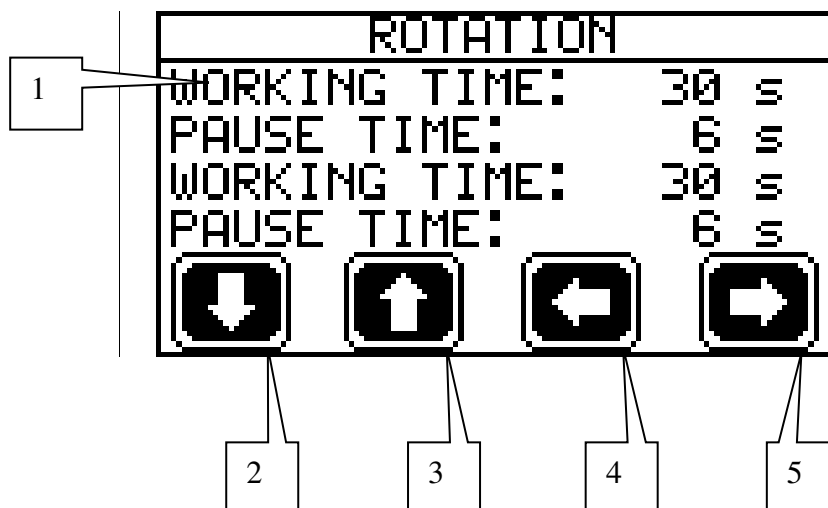 ROTATION
1
WORKING TIME: 30 s
PAUSE TIME: 6 s
WORKING TIME: 30 s
PAUSE TIME: 6 s
2 3 4 5